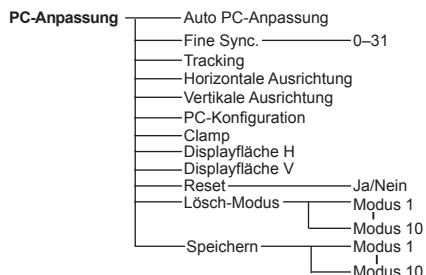 PC-Anpassung Auto PC-Anpassung
Fine Sync. 0–31
Tracking
Horizontale Ausrichtung
Vertikale Ausrichtung
PC-Konfiguration
Clamp
Displayfläche H
Displayfläche V
Reset Ja/Nein
Lösch-Modus Modus 1
Modus 10
Speichern Modus 1
Modus 10